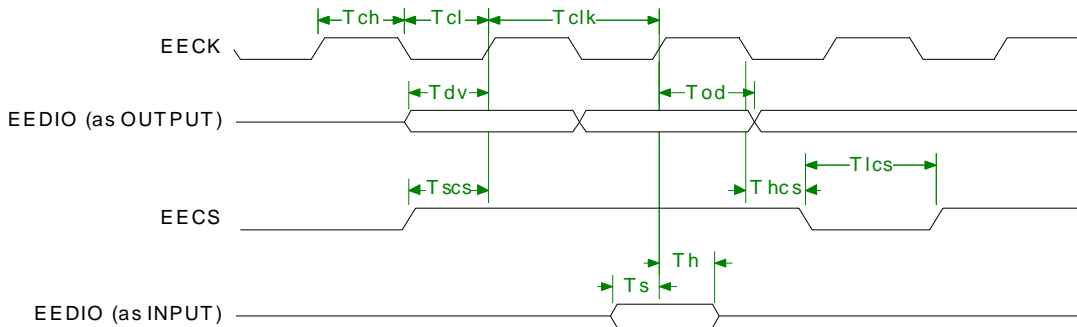 Tch Tcl Tclk
EECK
Tdv Tod
EEDIO (as OUTPUT)
Tlcs
Tscs Thcs
EECS
Th
Ts
EEDIO (as INPUT)